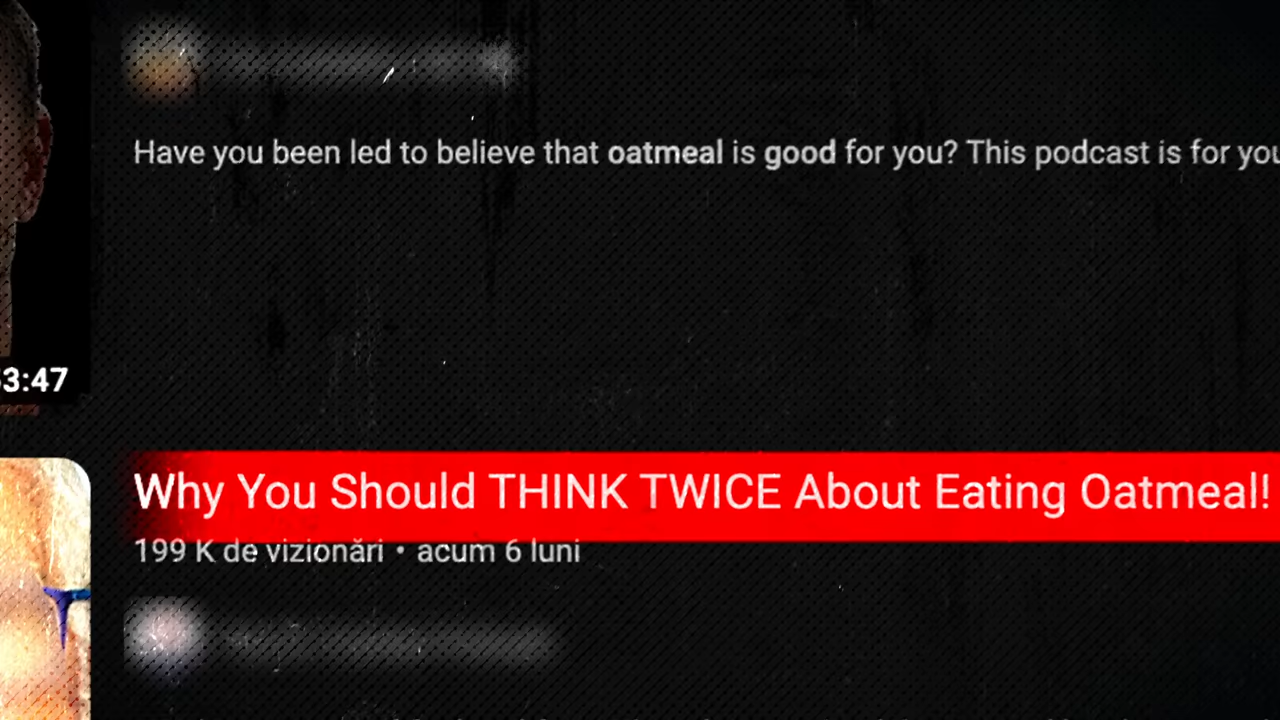 Have you been led to believe that oatmeal is good for you? This podcast is for you
3:47
Why You Should THINK TWICE About Eating Oatmeal!
199 K de vizionări • acum 6 luni